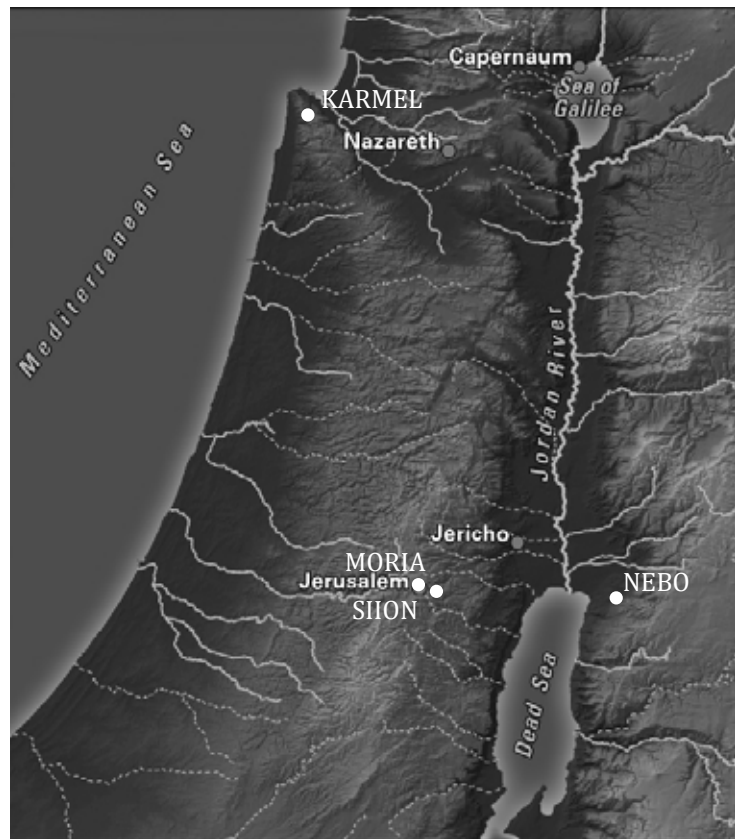 Capernaum
Sea of
Galilee
KARMEL
Nazareth
Mediterranean Sea
Jordan River
Jericho
MORIA
Jerusalem
SIION
NEBO
Dead Sea